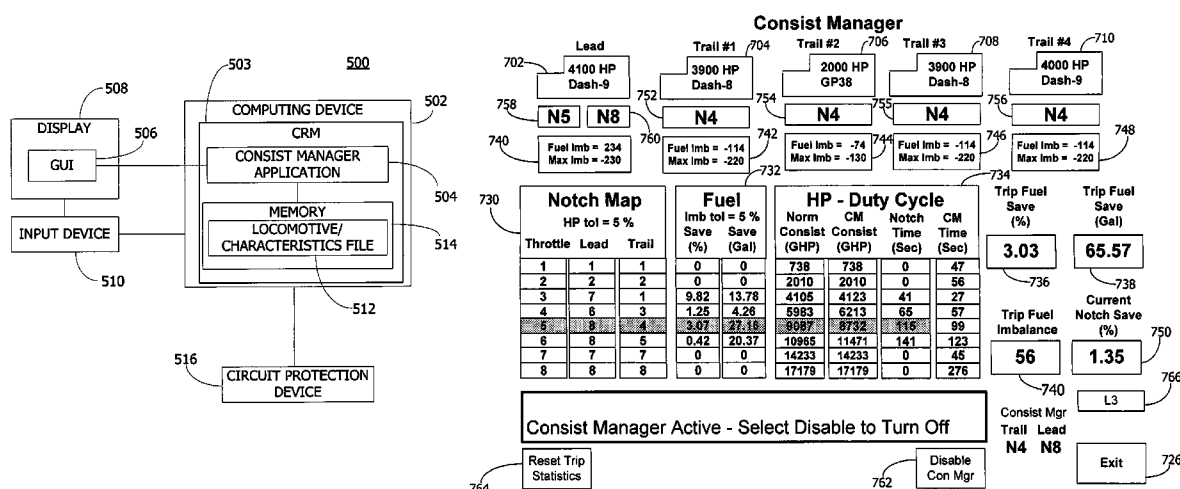 500
508
503
502
COMPUTING DEVICE
DISPLAY
506
CRM
GUI
CONSIST MANAGER
APPLICATION
504
MEMORY
LOCOMOTIVE/
CHARACTERISTICS FILE
514
INPUT DEVICE
510
512
516
CIRCUIT PROTECTION
DEVICE
Consist Manager
Lead
Trail #1
704
Trail #2
706
Trail #3
708
Trail #4
710
702
4100 HP
Dash-9
3900 HP
Dash-8
2000 HP
GP38
3900 HP
Dash-8
4000 HP
Dash-9
758
N5
N8
760
752
N4
754
N4
755
N4
756
N4
740
Fuel Imb = 234
Max Imb = -230
742
Fuel Imb = -114
Max Imb = -220
744
Fuel Imb = -74
Max Imb = -130
746
Fuel Imb = -114
Max Imb = -220
748
Fuel Imb = -114
Max Imb = -220
730
732
734
Notch Map
HP tol = 5 %
Throttle Lead Trail
Fuel
Imb tol = 5 %
Save (%)
Save (Gal)
HP - Duty Cycle
Norm Consist (GHP)
CM Consist (GHP)
Notch Time (Sec)
CM Time (Sec)
1 1 1 0 0 738 738 0 47
2 2 2 0 0 2010 2010 0 56
3 7 1 9.82 13.78 4105 4123 41 27
4 6 3 1.25 4.26 5983 6213 65 57
5 8 4 3.07 27.16 9087 8732 115 99
6 8 5 0.42 20.37 10965 11471 141 123
7 7 7 0 0 14233 14233 0 45
8 8 8 0 0 17179 17179 0 276
Trip Fuel
Save
(%)
3.03
736
Trip Fuel
Save
(Gal)
65.57
738
Trip Fuel
Imbalance
56
740
Current
Notch Save
(%)
1.35
750
L3
766
Consist Mgr
Trail Lead
N4 N8
Consist Manager Active - Select Disable to Turn Off
Reset Trip
Statistics
764
762
Disable
Con Mgr
Exit
726